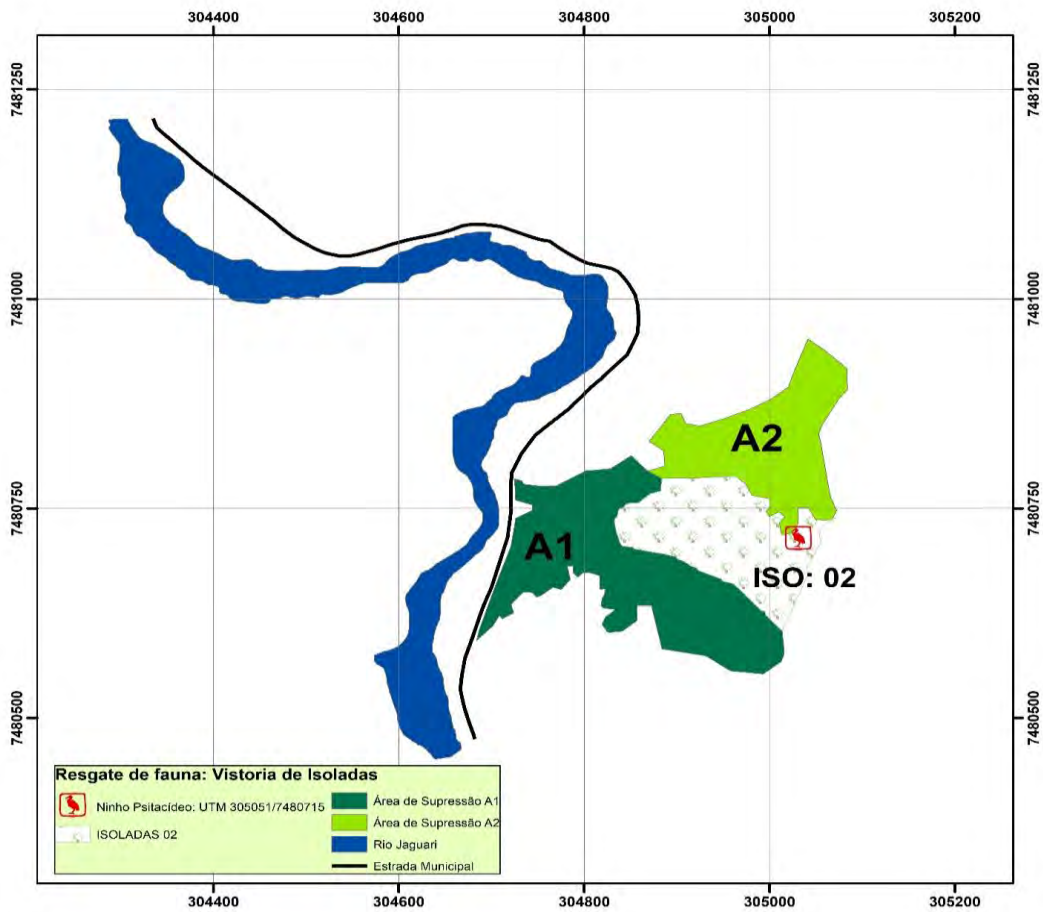 304400 304600 304800 305000 305200
7481250 7481250
7481000 7481000
A2
7480750 7480750
A1
ISO: 02
7480500 7480500
Resgate de fauna: Vistoria de Isoladas
Ninho Psitacídeo: UTM 305051/7480715
ISOLADAS 02
Área de Supressão A1
Área de Supressão A2
Rio Jaguari
Estrada Municipal
304400 304600 304800 305000 305200